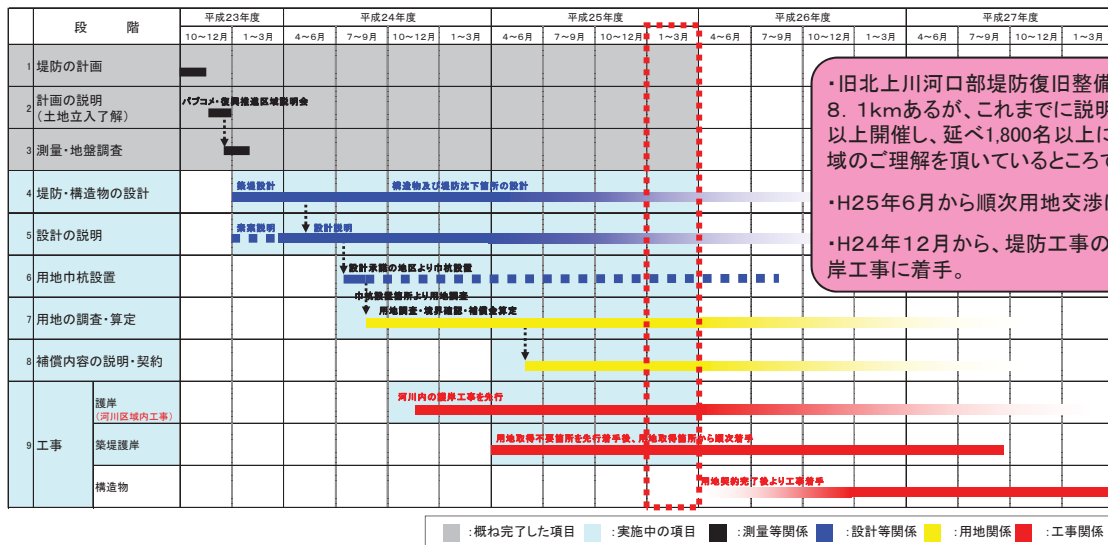 段 階
平成23年度 平成24年度 平成25年度 平成26年度 平成27年度
10～12月 1～3月 4～6月 7～9月 10～12月 1～3月 4～6月 7～9月 10～12月 1～3月 4～6月 7～9月 10～12月 1～3月 4～6月 7～9月 10～12月 1～3月
1 堤防の計画
2 計画の説明
(土地立入了解)
パブコメ・復興推進区域説明会
3 測量・地盤調査
4 堤防・構造物の設計
築堤設計 構造物及び堤防沈下箇所の設計
5 設計の説明
素案説明 設計説明
6 用地巾杭設置
設計承諾の地区より巾杭設置
巾杭設置箇所より用地調査
7 用地の調査・算定
用地調査・境界確認・補償金算定
8 補償内容の説明・契約
9 工事
護岸
(河川区域内工事)
河川内の護岸工事を先行
築堤護岸
用地取得不要箇所を先行着手後、用地取得箇所から順次着手
構造物
用地契約完了後より工事着手
・旧北上川河口部堤防復旧整備
8．1kmあるが、これまでに説明
以上開催し、延べ1,800名以上に
域のご理解を頂いているところで
・H25年6月から順次用地交渉
・H24年12月から、堤防工事の
岸工事に着手。
:概ね完了した項目 :実施中の項目 :測量等関係 :設計等関係 :用地関係 :工事関係